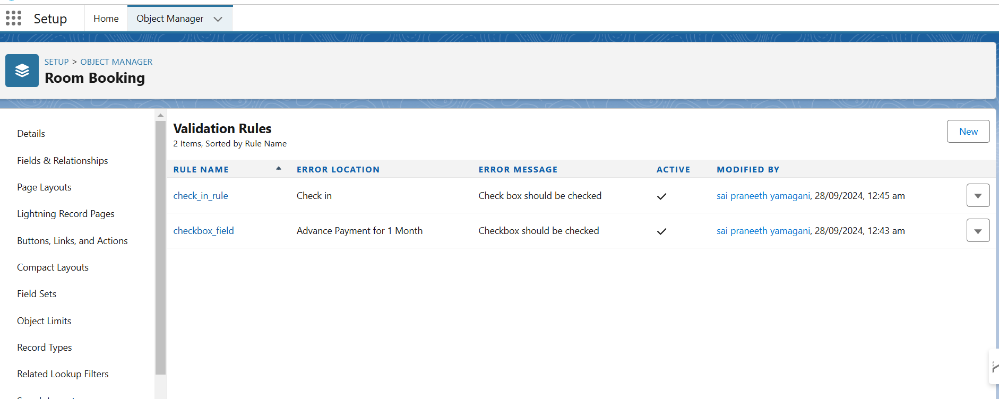 Setup
Home
Object Manager
SETUP > OBJECT MANAGER
Room Booking
Details
Fields & Relationships
Page Layouts
Lightning Record Pages
Buttons, Links, and Actions
Compact Layouts
Field Sets
Object Limits
Record Types
Related Lookup Filters
Validation Rules
2 Items, Sorted by Rule Name
New
RULE NAME ERROR LOCATION ERROR MESSAGE ACTIVE MODIFIED BY
check_in_rule Check in Check box should be checked sai praneeth yamagani, 28/09/2024, 12:45 am
checkbox_field Advance Payment for 1 Month Checkbox should be checked sai praneeth yamagani, 28/09/2024, 12:43 am